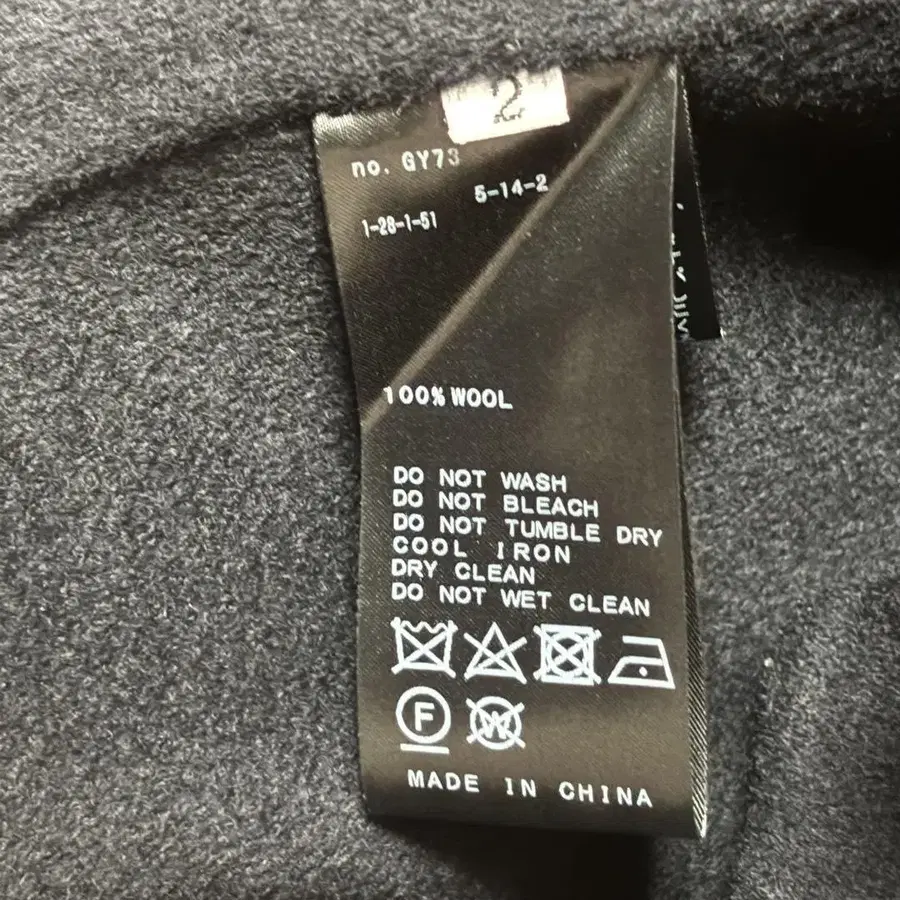 2
no. GY73
5-14-2
1-28-1-51
100% WOOL
DO NOT WASH
DO NOT BLEACH
DO NOT TUMBLE DRY
COOL IRON
DRY CLEAN
DO NOT WET CLEAN
F
W
MADE IN CHINA